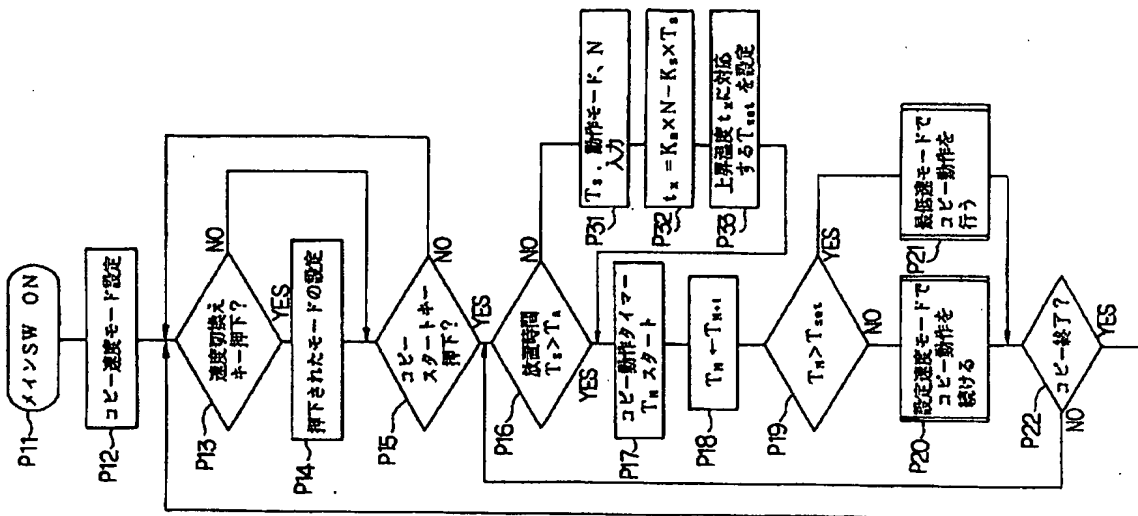 P11
メインSW ON
P12
コピー速度モード設定
P13
速度切換え
キー押下?
NO
YES
P14
押下されたモードの設定
P15
コピー
スタートキー
押下?
NO
YES
P16
放置時間
Ts>Ta
NO
YES
P31
Ts、動作モード、N
入力
P32
tx=Km×N−Ks×Ts
P33
上昇温度txに対応
するTsetを設定
P17
コピー動作タイマー
TNスタート
P18
TN←TN+1
P19
TN>Tset
YES
NO
P20
設定速度モードで
コピー動作を
続ける
P21
最低速モードで
コピー動作を
行う
P22
コピー終了?
NO
YES